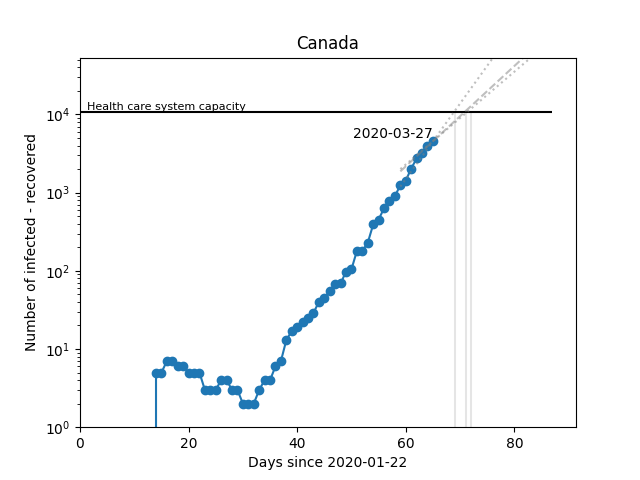 Canada
Number of infected - recovered
10^4
10^3
10^2
10^1
10^0
Health care system capacity
2020-03-27
0 20 40 60 80
Days since 2020-01-22